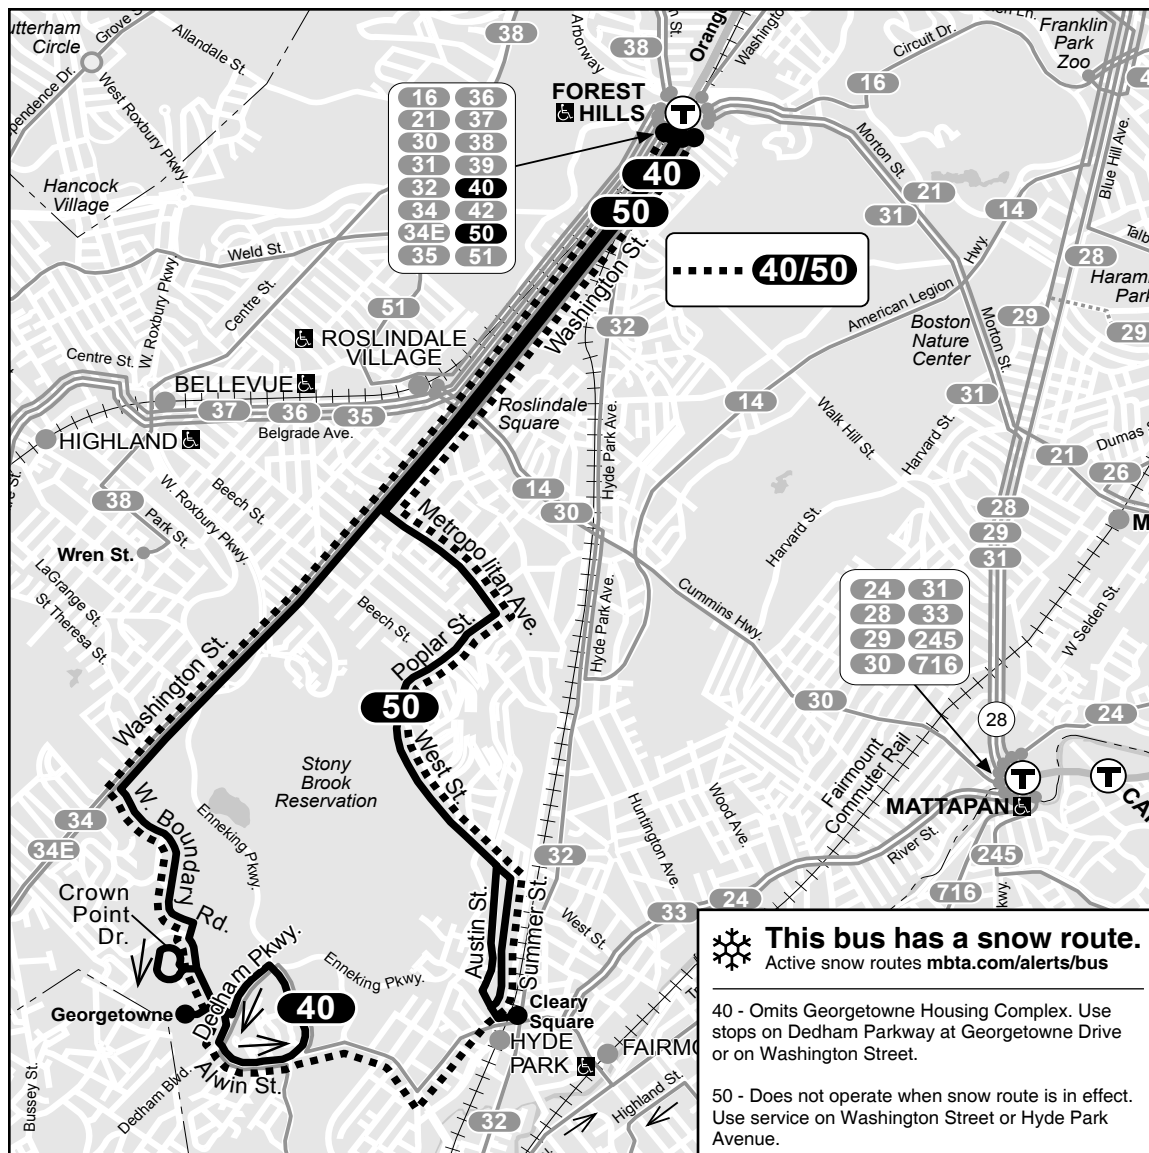 utterham
Circle
Grove S
Allandale St.
pendence Dr.
West Roxbury Pkwy.
Hancock
Village
38
Arborway
38
Orange
Washington
Circuit Dr.
Franklin
Park
Zoo
16
FOREST
HILLS
T
16 36
21 37
30 38
31 39
32 40
34 42
34E 50
35 51
40
50
40/50
Washington St.
Morton St.
21
31
14
Hwy.
American Legion
Blue Hill Ave.
28
Talb
Haram
Park
29
29
Weld St.
Centre St.
W. Roxbury Pkwy.
Centre St.
51
ROSLINDALE
VILLAGE
BELLEVUE
HIGHLAND
37
36
35
Belgrade Ave.
Roslindale
Square
32
Hyde Park Ave.
Boston
Nature
Center
Morton St.
31
14
Walk Hill St.
Harvard St.
Harvard St.
21
Dumas S
26
M
38
Park St.
Wren St.
W. Roxbury Pkwy.
Beech St.
LaGrange St.
St Theresa St.
14
30
Metropo litan Ave.
Beech St.
Poplar St.
Hyde Park Ave.
Cummins Hwy.
28
29
31
24 31
28 33
29 245
30 716
W Selden St.
30
28
24
T
MATTAPAN
T
CA
Fairmount
Commuter Rail
River St.
245
716
kwy.
Washington St.
50
West St.
Stony
Brook
Reservation
Enneking Pkwy.
34
34E
W. Boundary Rd.
Crown
Point
Dr.
Georgetowne
Dedham Pkwy.
40
Alwin St.
Dedham Blvd.
Bussey St.
Enneking Pkwy.
Austin St.
Summer St.
Cleary
Square
HYDE
PARK
32
West St.
Huntington Ave.
Wood Ave.
33
24
FAIRMO
Highland St.
32
This bus has a snow route.
Active snow routes mbta.com/alerts/bus
40 - Omits Georgetowne Housing Complex. Use
stops on Dedham Parkway at Georgetowne Drive
or on Washington Street.
50 - Does not operate when snow route is in effect.
Use service on Washington Street or Hyde Park
Avenue.